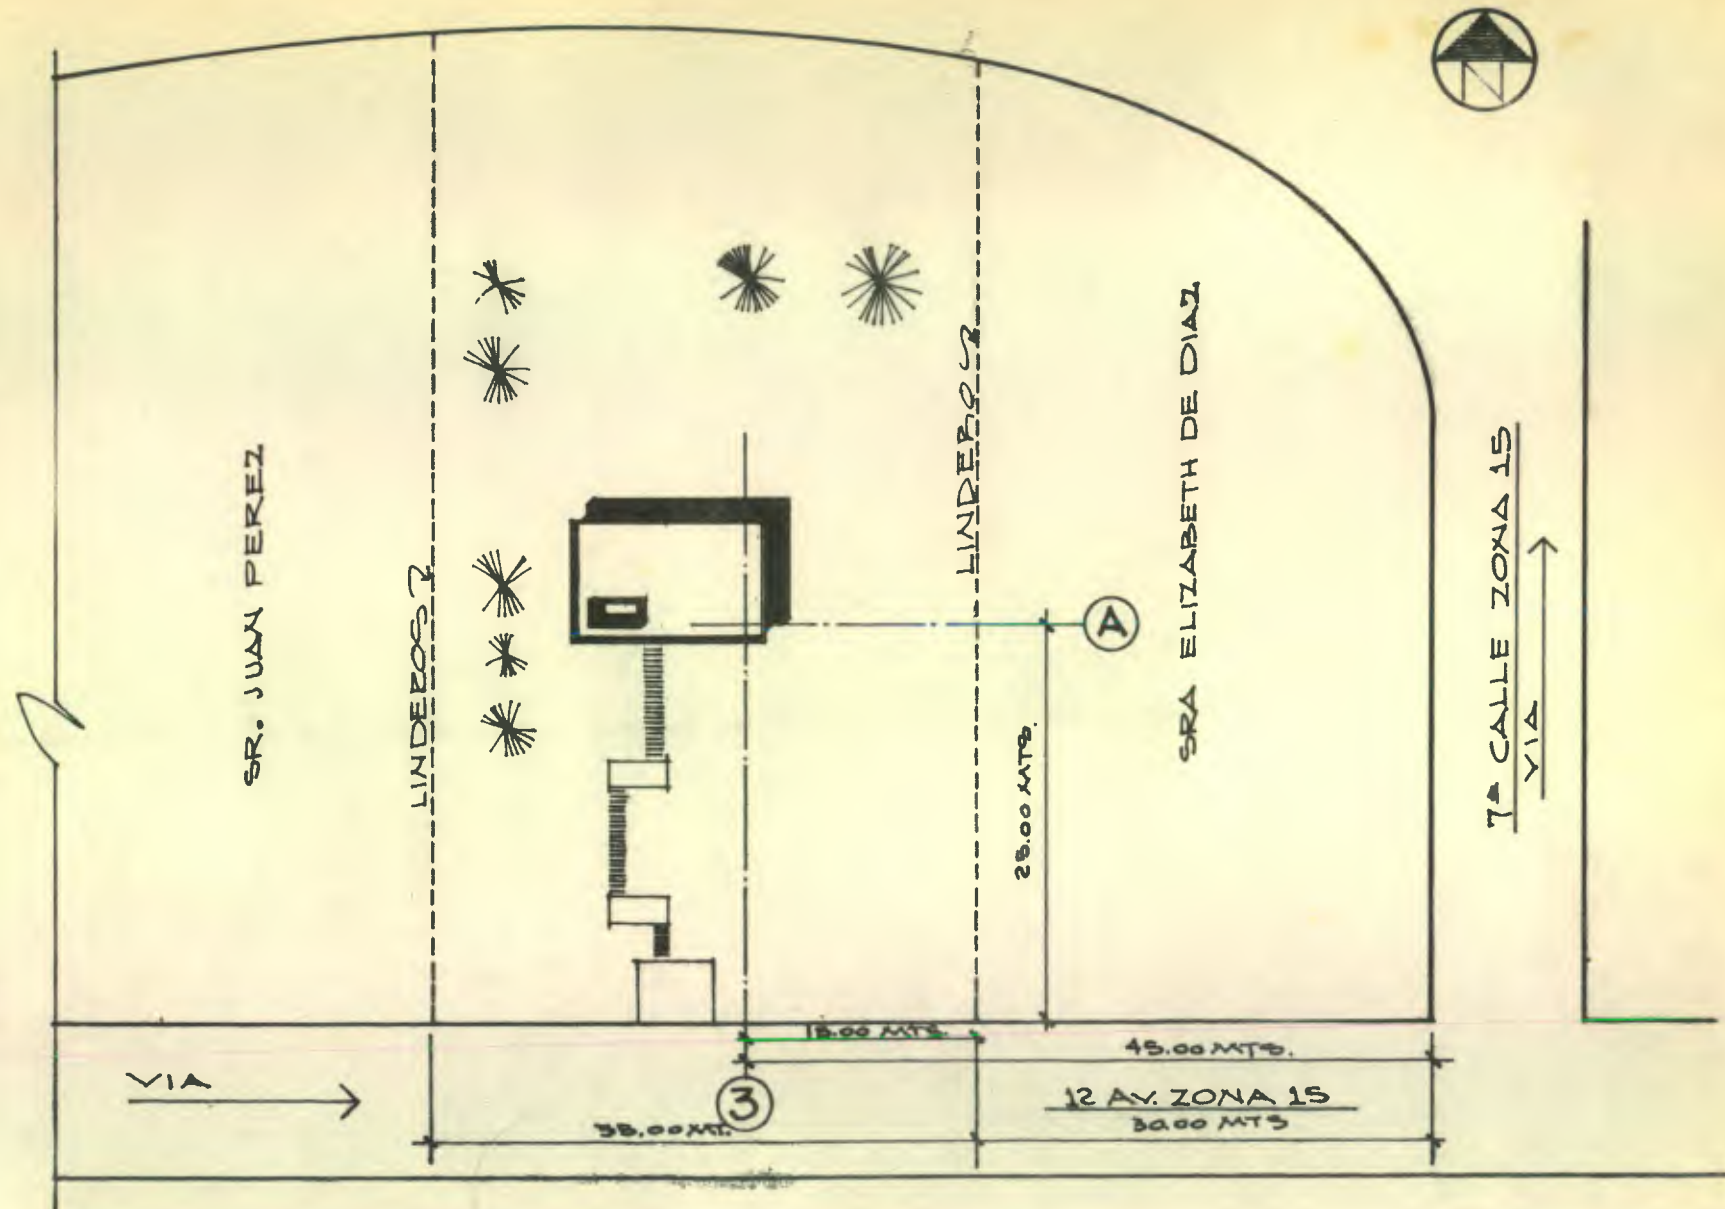 N
SR. JUAN PEREZ
LINDEROS
LINDEROS
SRA ELIZABETH DE DIAZ
7ª CALLE ZONA 15
VIA
A
25.00 MTS.
15.00 MTS.
45.00 MTS.
VIA
3
12 AV. ZONA 15
35.00 MT.
30.00 MTS